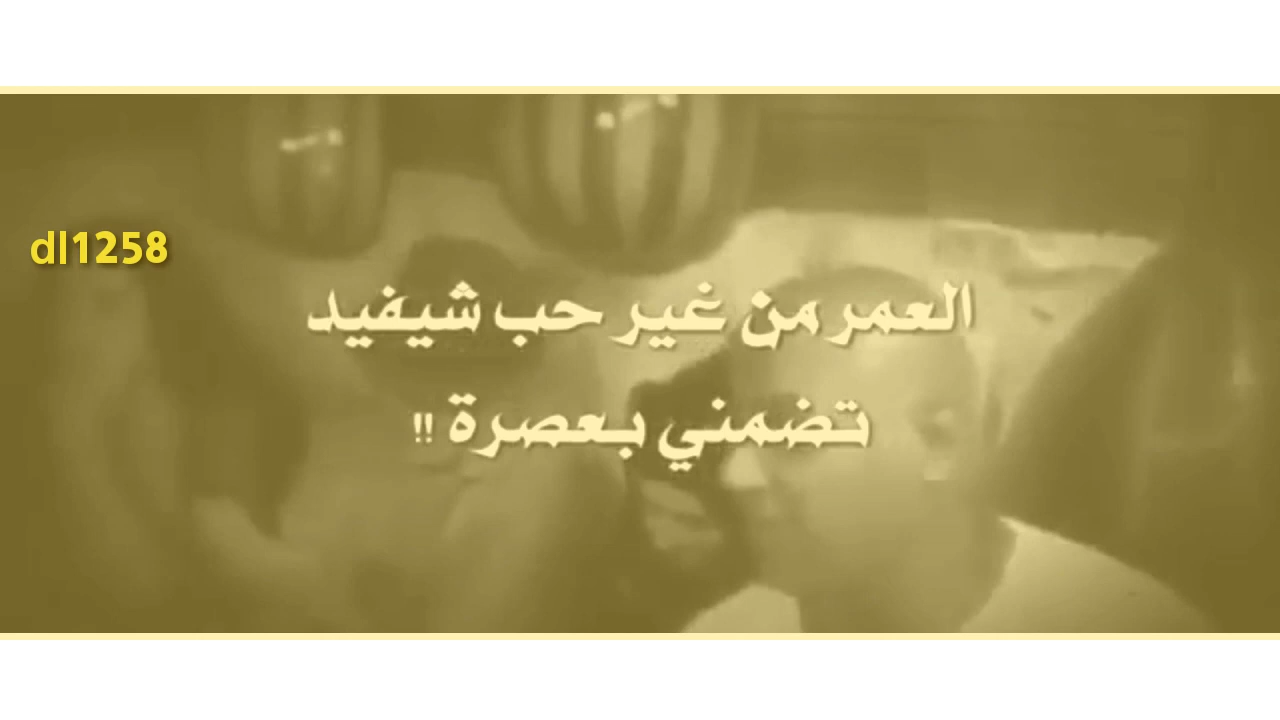 dl1258
العمر من غير حب شيفيد
تضمني بعصرة !!